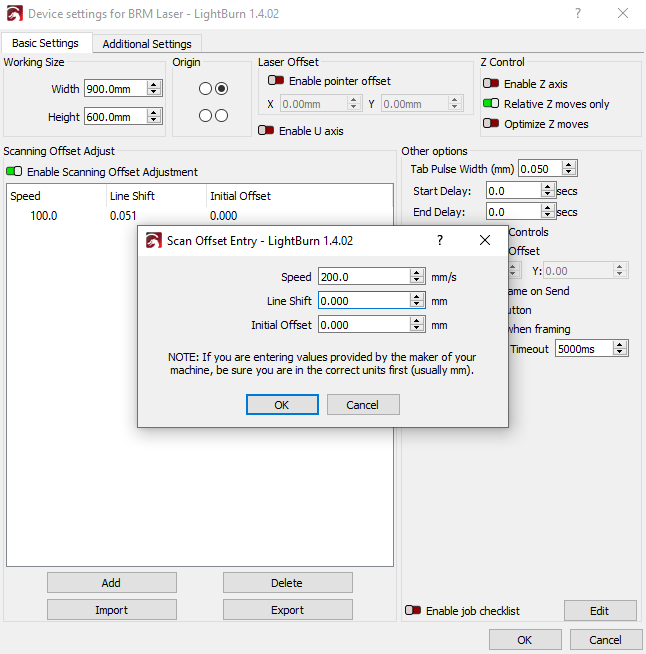 Device settings for BRM Laser - LightBurn 1.4.02
Basic Settings
Additional Settings
Working Size
Width 900.0mm
Height 600.0mm
Origin
Laser Offset
Enable pointer offset
X 0.00mm Y 0.00mm
Enable U axis
Z Control
Enable Z axis
Relative Z moves only
Optimize Z moves
Scanning Offset Adjust
Enable Scanning Offset Adjustment
Speed Line Shift Initial Offset
100.0 0.051 0.000
Other options
Tab Pulse Width (mm) 0.050
Start Delay: 0.0 secs
End Delay: 0.0 secs
Controls
Offset
Y: 0.00
ame on Send
utton
when framing
Timeout 5000ms
Scan Offset Entry - LightBurn 1.4.02
?
Speed 200.0 mm/s
Line Shift 0.000 mm
Initial Offset 0.000 mm
NOTE: If you are entering values provided by the maker of your
machine, be sure you are in the correct units first (usually mm).
OK Cancel
Add Delete
Import Export
Enable job checklist Edit
OK Cancel